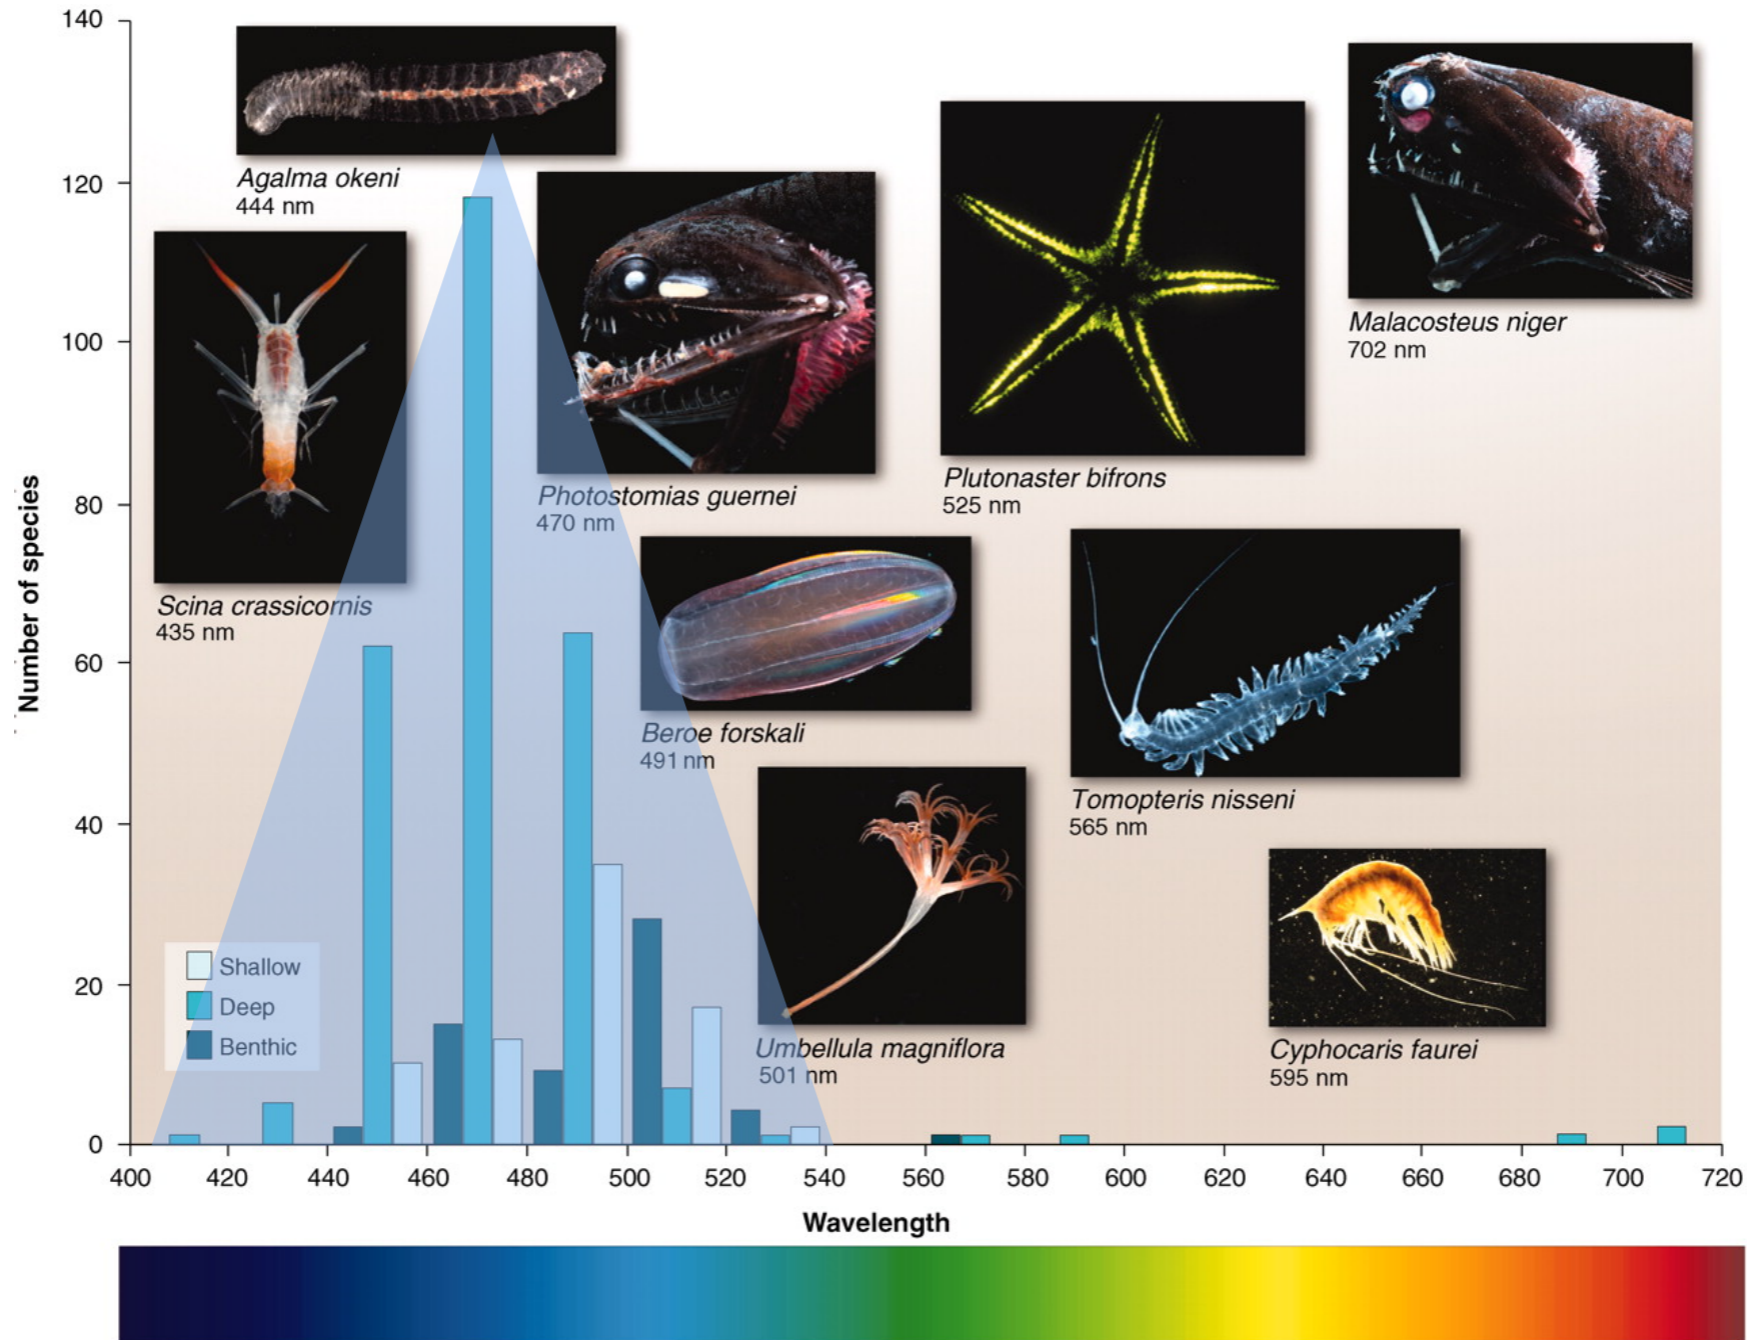 140
120
100
80
60
40
20
0
Number of species
Agalma okeni
444 nm
Scina crassicornis
435 nm
Photostomias guernei
470 nm
Beroe forskali
491 nm
Umbellula magniflora
501 nm
Plutonaster bifrons
525 nm
Malacosteus niger
702 nm
Tomopteris nisseni
565 nm
Cyphocaris faurei
595 nm
Shallow
Deep
Benthic
400 420 440 460 480 500 520 540 560 580 600 620 640 660 680 700 720
Wavelength